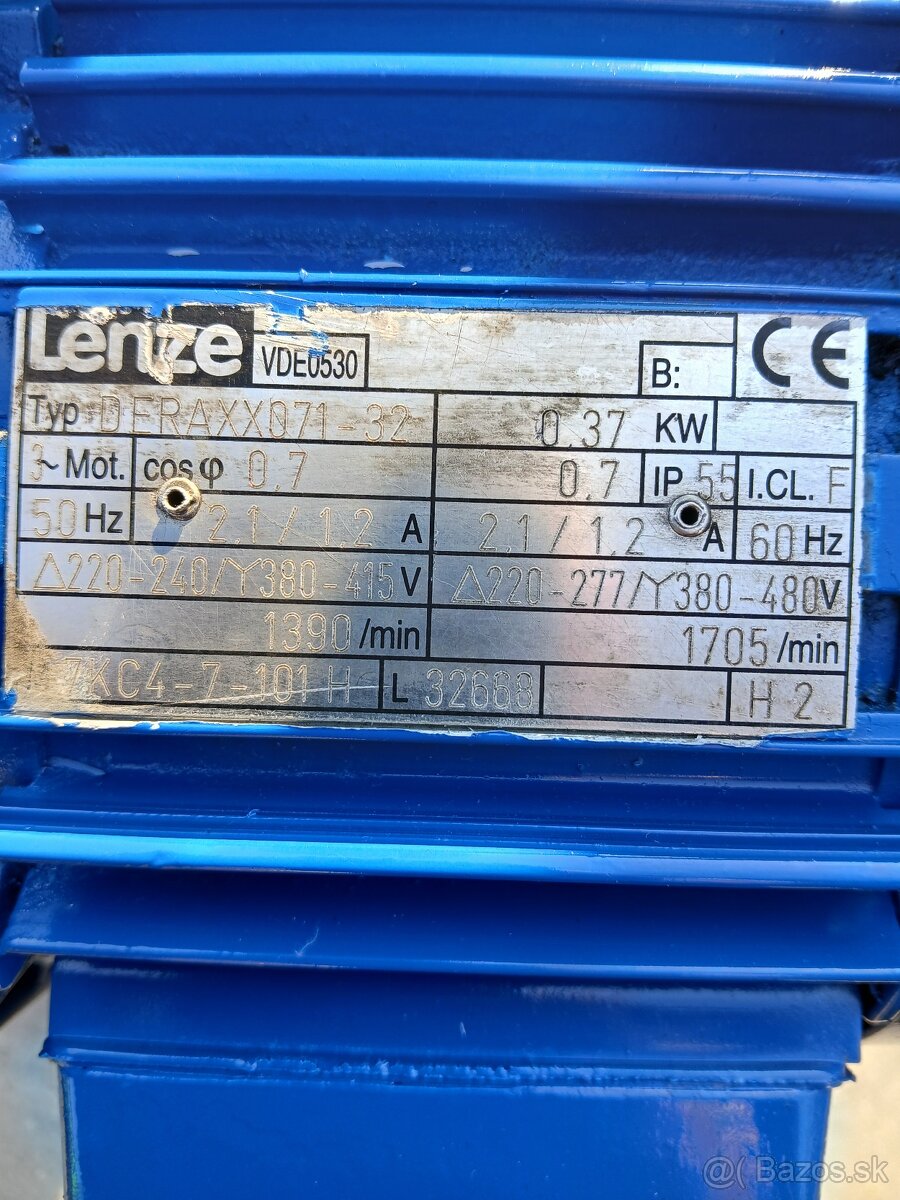 Lenze VDE0530 B: CE
Typ DERAXX071-32 0.37 KW
3~Mot. cos φ 0,7 0,7 IP 55 I.CL. F
50 Hz 2,1/1,2 A 2,1/1,2 A 60 Hz
△220-240/Y380-415 V △220-277/Y380-480 V
1390/min 1705/min
7KC4-7-101 H L 32668 H 2
@( Bazos.sk